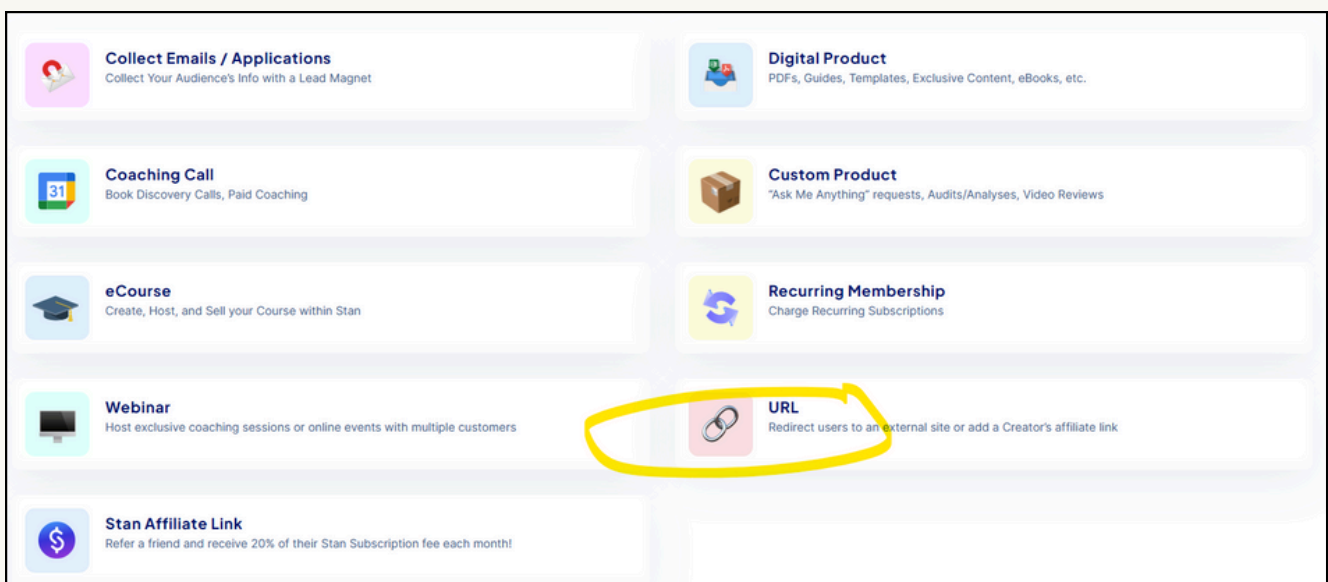 Collect Emails / Applications
Collect Your Audience's Info with a Lead Magnet
Digital Product
PDFs, Guides, Templates, Exclusive Content, eBooks, etc.
31
Coaching Call
Book Discovery Calls, Paid Coaching
Custom Product
"Ask Me Anything" requests, Audits/Analyses, Video Reviews
eCourse
Create, Host, and Sell your Course within Stan
Recurring Membership
Charge Recurring Subscriptions
Webinar
Host exclusive coaching sessions or online events with multiple customers
URL
Redirect users to an external site or add a Creator's affiliate link
$
Stan Affiliate Link
Refer a friend and receive 20% of their Stan Subscription fee each month!